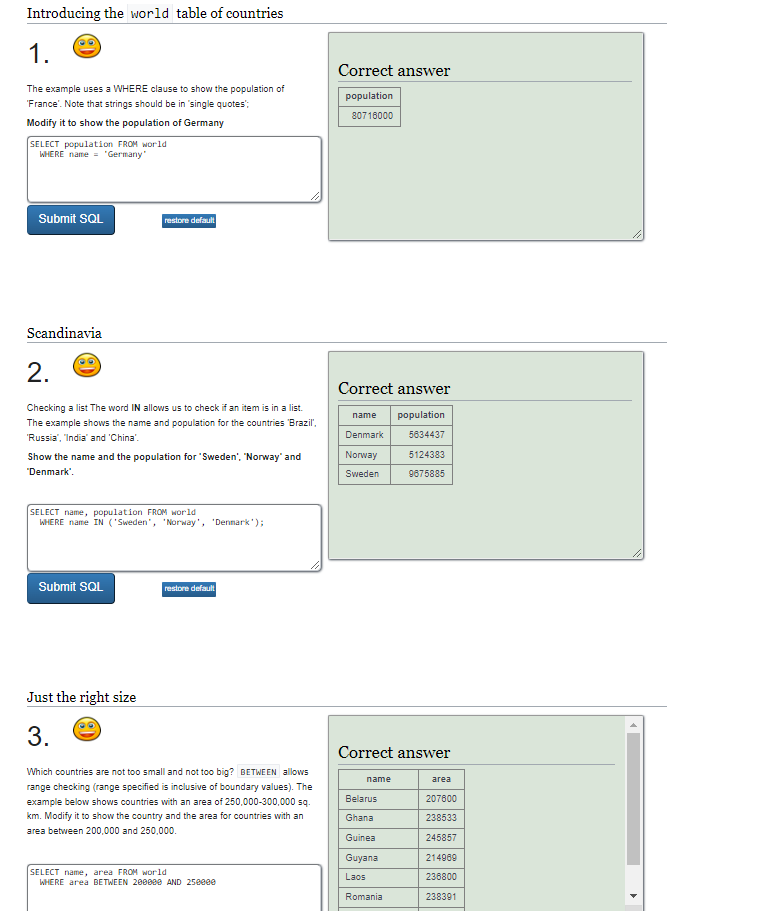 Introducing the world table of countries
1.
The example uses a WHERE clause to show the population of
'France'. Note that strings should be in 'single quotes';
Modify it to show the population of Germany
SELECT population FROM world
WHERE name = 'Germany'
Submit SQL
restore default
Correct answer
population
80716000
Scandinavia
2.
Checking a list The word IN allows us to check if an item is in a list.
The example shows the name and population for the countries 'Brazil',
'Russia', 'India' and 'China'.
Show the name and the population for 'Sweden', 'Norway' and
'Denmark'.
SELECT name, population FROM world
WHERE name IN ('Sweden', 'Norway', 'Denmark');
Submit SQL
restore default
Correct answer
name population
Denmark 5634437
Norway 5124383
Sweden 9675885
Just the right size
3.
Which countries are not too small and not too big? BETWEEN allows
range checking (range specified is inclusive of boundary values). The
example below shows countries with an area of 250,000-300,000 sq.
km. Modify it to show the country and the area for countries with an
area between 200,000 and 250,000.
SELECT name, area FROM world
WHERE area BETWEEN 200000 AND 250000
Correct answer
name area
Belarus 207600
Ghana 238533
Guinea 245857
Guyana 214969
Laos 236800
Romania 238391